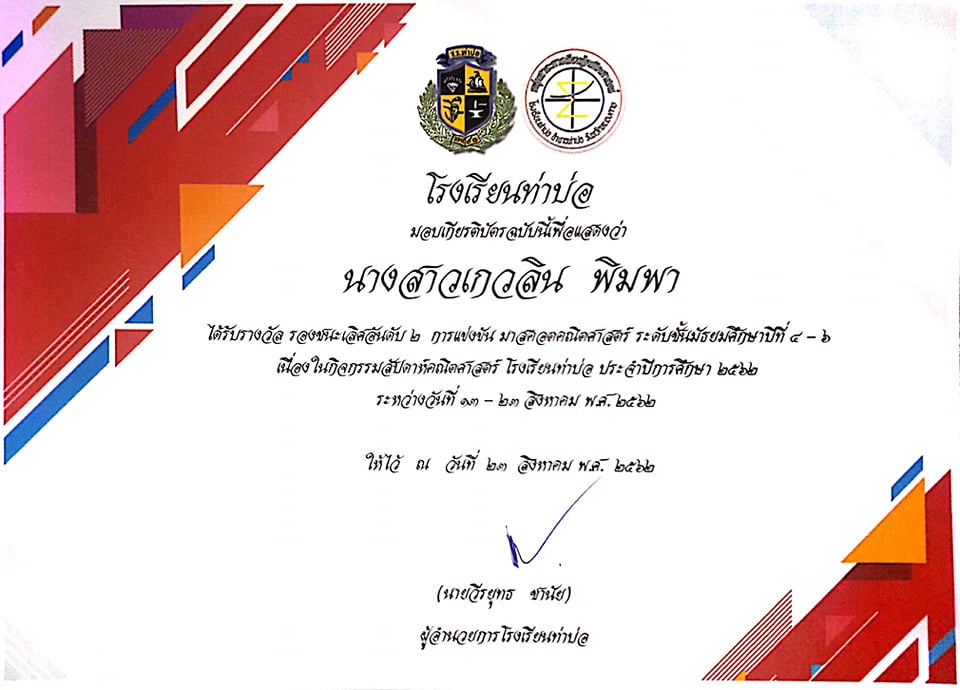 ร.ร.ท่าบ่อ
โรงเรียนท่าบ่อ
มอบเกียรติบัตรฉบับนี้เพื่อแสดงว่า
นางสาวเกวลิน พิมพา
ได้รับรางวัล รองชนะเลิศอันดับ ๒ การแข่งขัน มาสคอตคณิตศาสตร์ ระดับชั้นมัธยมศึกษาปีที่ ๔ - ๖
เนื่องในกิจกรรมสัปดาห์คณิตศาสตร์ โรงเรียนท่าบ่อ ประจำปีการศึกษา ๒๕๖๒
ระหว่างวันที่ ๑๓ - ๒๓ สิงหาคม พ.ศ. ๒๕๖๒
ให้ไว้ ณ วันที่ ๒๓ สิงหาคม พ.ศ. ๒๕๖๒
(นายวีรยุทธ ชานัย)
ผู้อำนวยการโรงเรียนท่าบ่อ